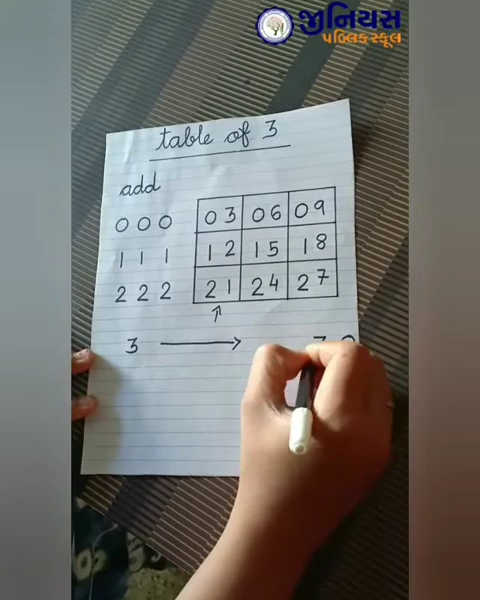 જીનિયસ
પબ્લિક સ્કૂલ
table of 3
add
0 0 0 03 06 09
1 1 1 12 15 18
2 2 2 21 24 27
↑
3 → 30